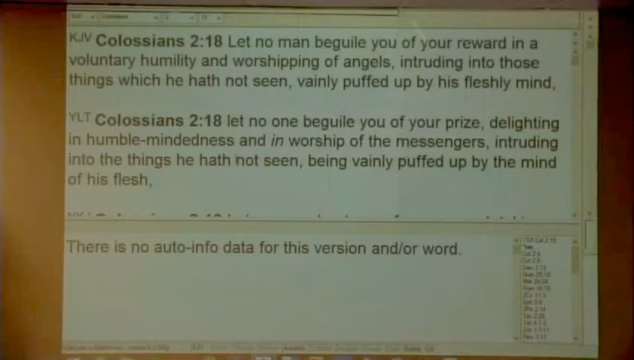 KJV Colossians 2:18 Let no man beguile you of your reward in a
voluntary humility and worshipping of angels, intruding into those
things which he hath not seen, vainly puffed up by his fleshly mind,
YLT Colossians 2:18 let no one beguile you of your prize, delighting
in humble-mindedness and in worship of the messengers, intruding
into the things he hath not seen, being vainly puffed up by the mind
of his flesh,
There is no auto-info data for this version and/or word.